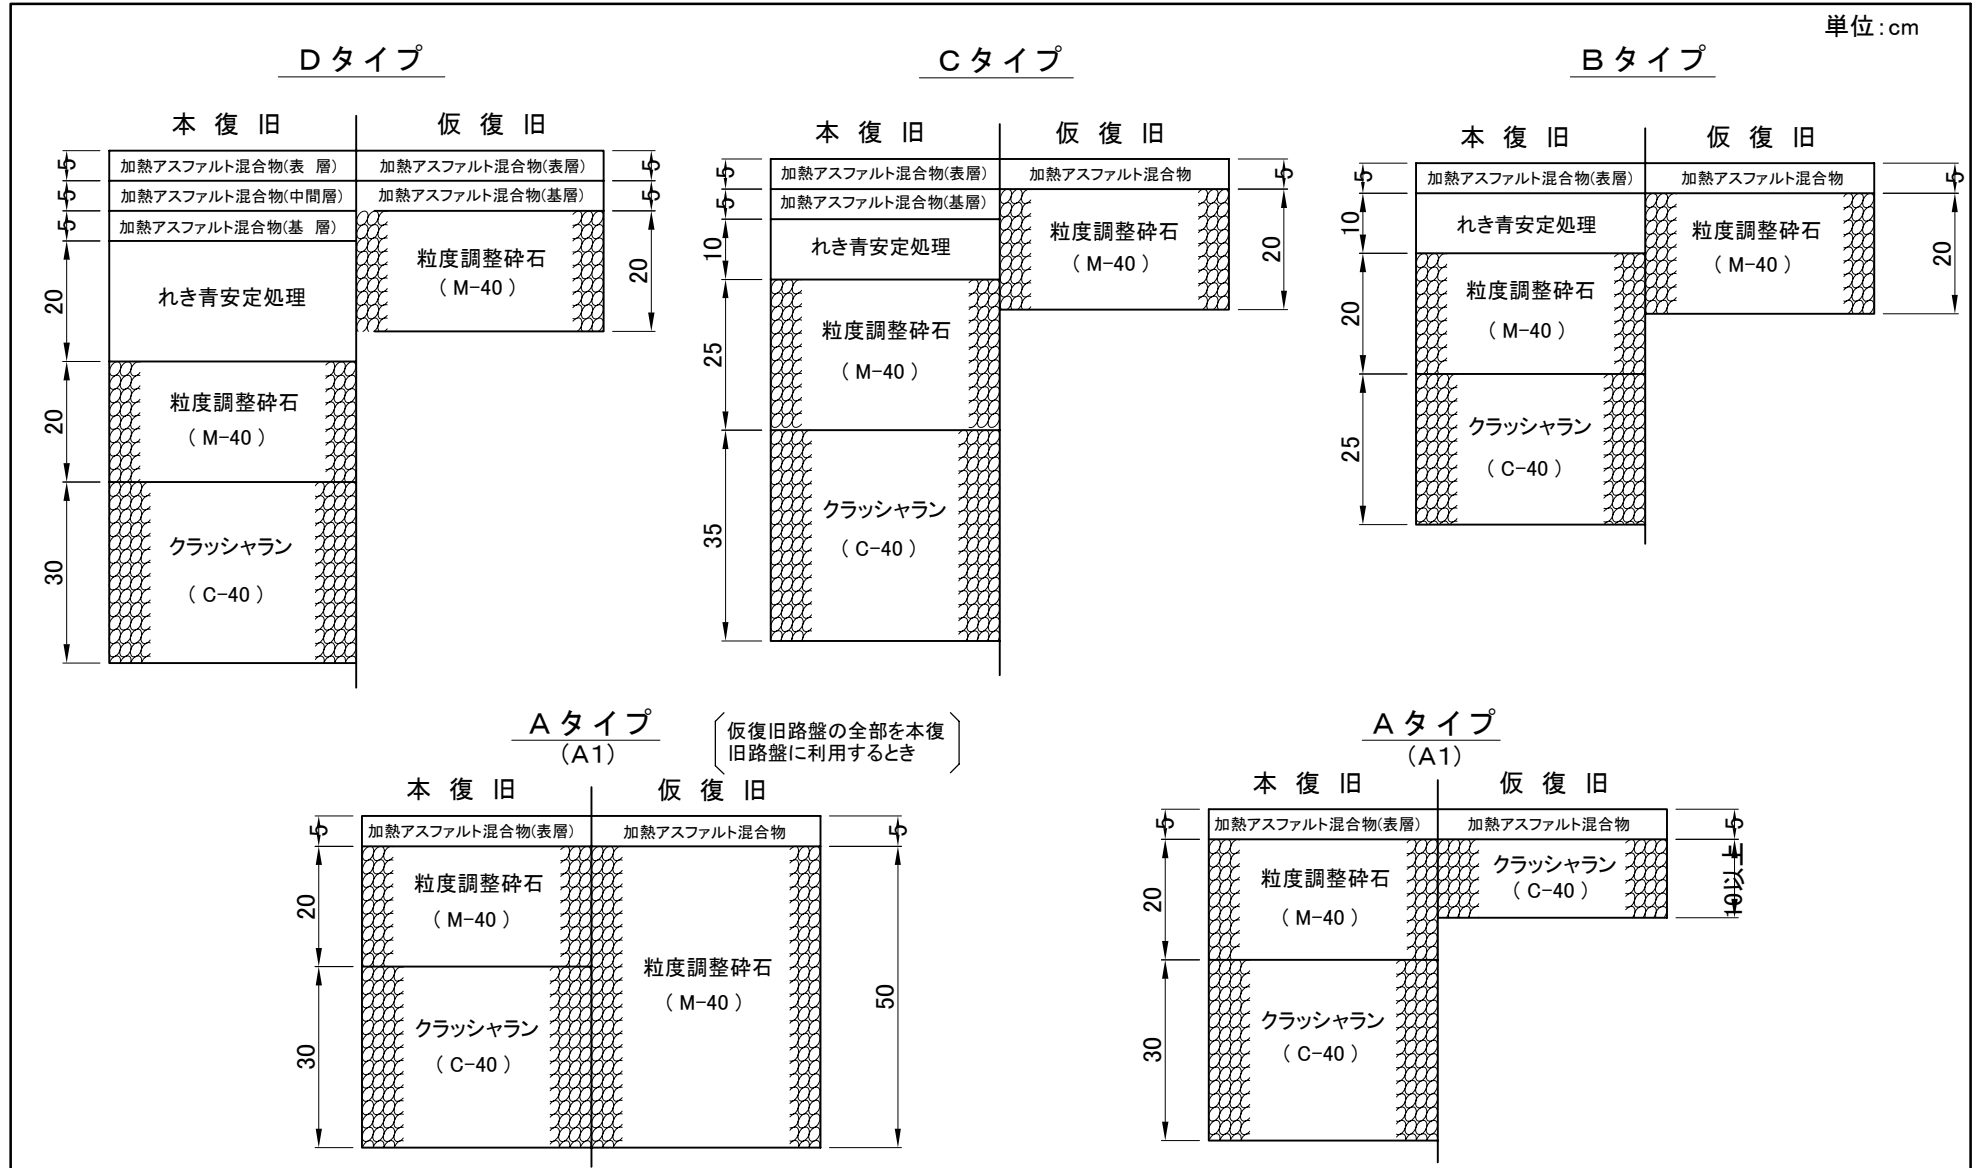 単位:cm
Dタイプ
本復旧
仮復旧
5
加熱アスファルト混合物(表 層)
加熱アスファルト混合物(表層)
5
5
加熱アスファルト混合物(中間層)
加熱アスファルト混合物(基層)
5
5
加熱アスファルト混合物(基 層)
粒度調整砕石
(M-40)
20
20
れき青安定処理
20
粒度調整砕石
(M-40)
30
クラッシャラン
(C-40)
Cタイプ
本復旧
仮復旧
5
加熱アスファルト混合物(表層)
加熱アスファルト混合物
5
5
加熱アスファルト混合物(基層)
粒度調整砕石
(M-40)
20
10
れき青安定処理
25
粒度調整砕石
(M-40)
35
クラッシャラン
(C-40)
Bタイプ
本復旧
仮復旧
5
加熱アスファルト混合物(表層)
加熱アスファルト混合物
5
10
れき青安定処理
粒度調整砕石
(M-40)
20
20
粒度調整砕石
(M-40)
25
クラッシャラン
(C-40)
Aタイプ
(A1)
仮復旧路盤の全部を本復
旧路盤に利用するとき
本復旧
仮復旧
5
加熱アスファルト混合物(表層)
加熱アスファルト混合物
5
20
粒度調整砕石
(M-40)
粒度調整砕石
(M-40)
50
30
クラッシャラン
(C-40)
Aタイプ
(A1)
本復旧
仮復旧
5
加熱アスファルト混合物(表層)
加熱アスファルト混合物
5
20
粒度調整砕石
(M-40)
クラッシャラン
(C-40)
10以上
30
クラッシャラン
(C-40)